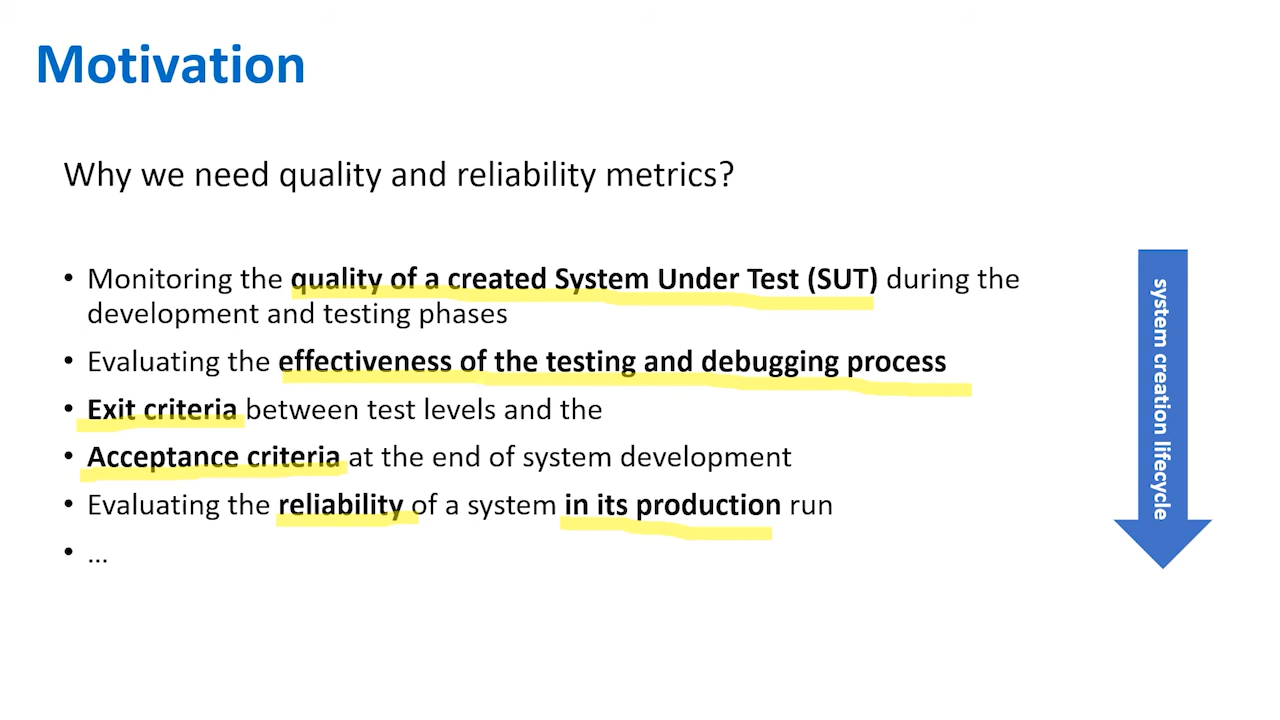 Motivation
Why we need quality and reliability metrics?
• Monitoring the quality of a created System Under Test (SUT) during the
development and testing phases
• Evaluating the effectiveness of the testing and debugging process
• Exit criteria between test levels and the
• Acceptance criteria at the end of system development
• Evaluating the reliability of a system in its production run
• ...
system creation lifecycle